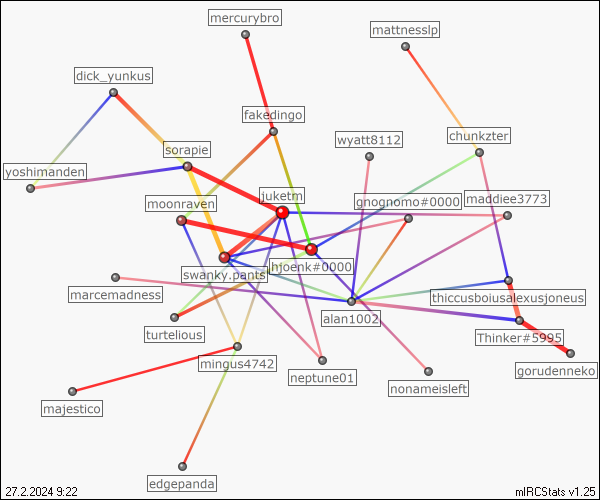 mercurybro
mattnesslp
dick_yunkus
fakedingo
chunkzter
wyatt8112
sorapie
yoshimanden
juketm
gnognomo#0000
maddiee3773
moonraven
swanky.pants
hjoenk#0000
marcemadness
thiccusboiusalexusjoneus
alan1002
turtelious
Thinker#5995
mingus4742
gorudenneko
neptune01
nonameisleft
majestico
edgepanda
27.2.2024 9:22
mIRCStats v1.25